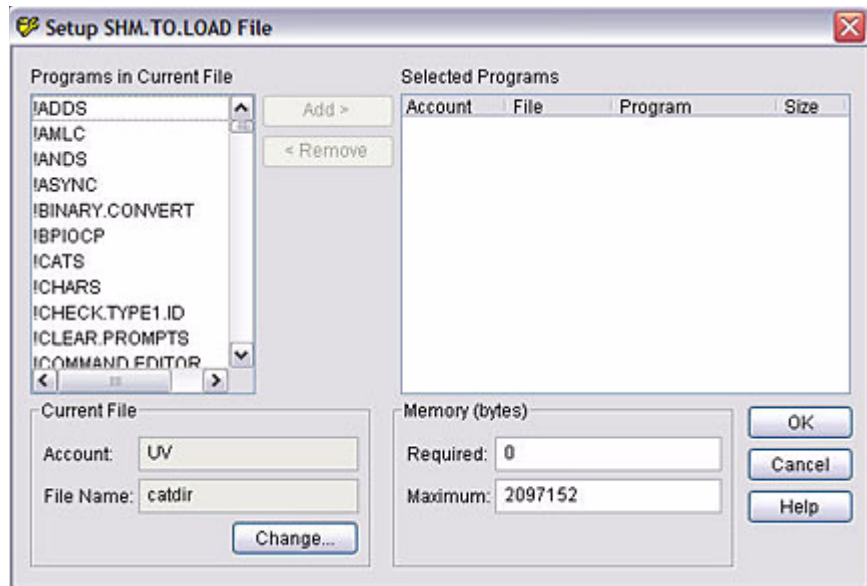 Setup SHM.TO.LOAD File
Programs in Current File
!ADDS
!AMLC
!ANDS
!ASYNC
!BINARY.CONVERT
!BPIOCP
!CATS
!CHARS
!CHECK.TYPE1.ID
!CLEAR.PROMPTS
!COMMAND.EDITOR
Add >
< Remove
Selected Programs
Account File Program Size
Current File
Account: UV
File Name: catdir
Change...
Memory (bytes)
Required: 0
Maximum: 2097152
OK
Cancel
Help